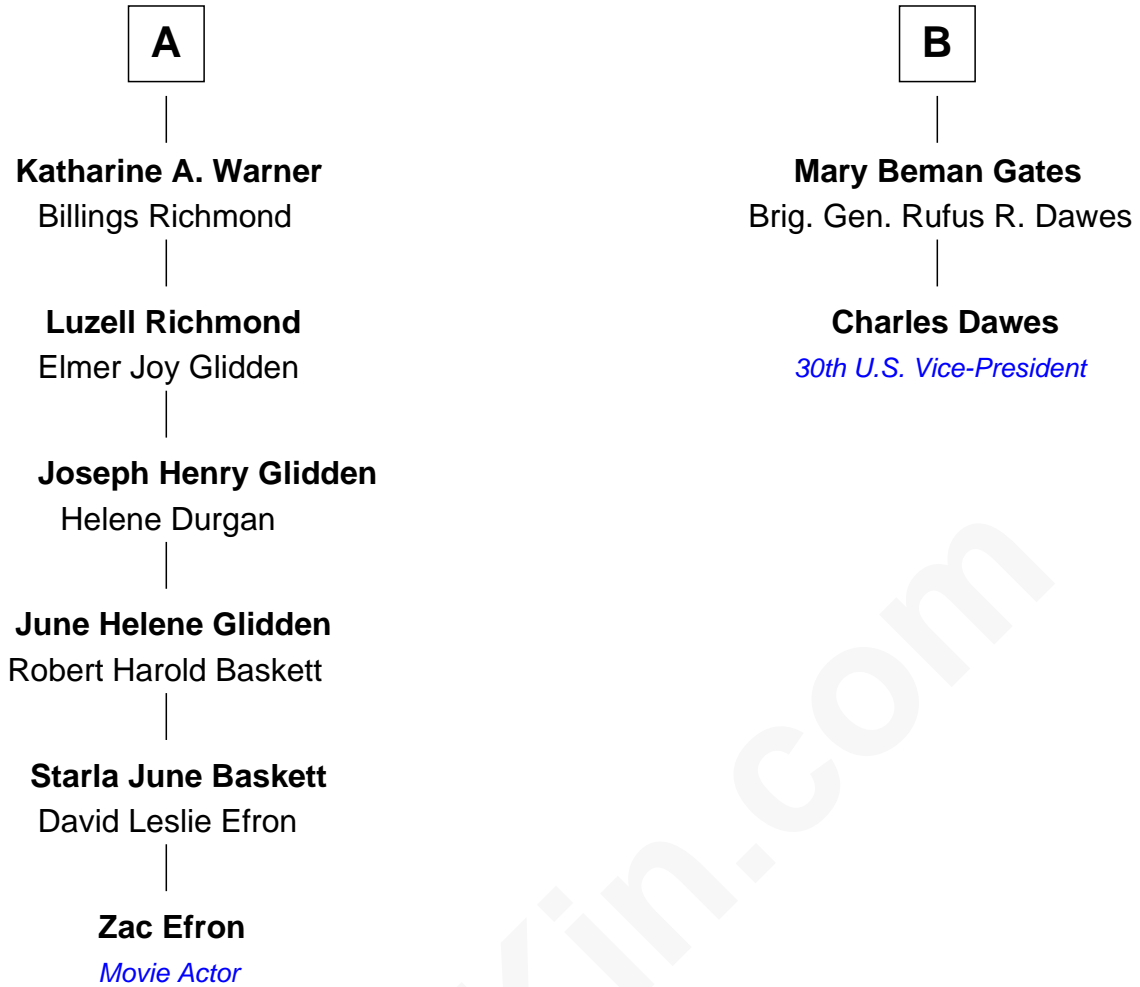 A
Katharine A. Warner
Billings Richmond
Luzell Richmond
Elmer Joy Glidden
Joseph Henry Glidden
Helene Durgan
June Helene Glidden
Robert Harold Baskett
Starla June Baskett
David Leslie Efron
Zac Efron
Movie Actor
B
Mary Beman Gates
Brig. Gen. Rufus R. Dawes
Charles Dawes
30th U.S. Vice-President
Kin.com